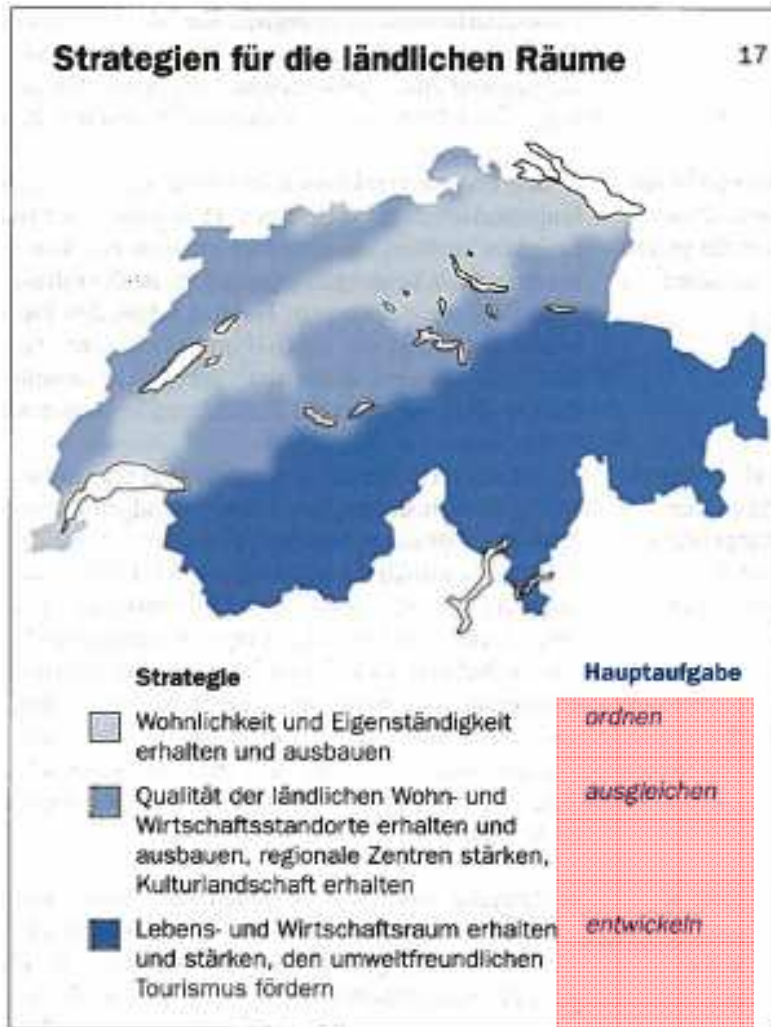 Strategien für die ländlichen Räume 17
Strategie Hauptaufgabe
Wohnlichkeit und Eigenständigkeit ordnen
erhalten und ausbauen
Qualität der ländlichen Wohn- und ausgleichen
Wirtschaftsstandorte erhalten und
ausbauen, regionale Zentren stärken,
Kulturlandschaft erhalten
Lebens- und Wirtschaftsraum erhalten entwickeln
und stärken, den umweltfreundlichen
Tourismus fördern